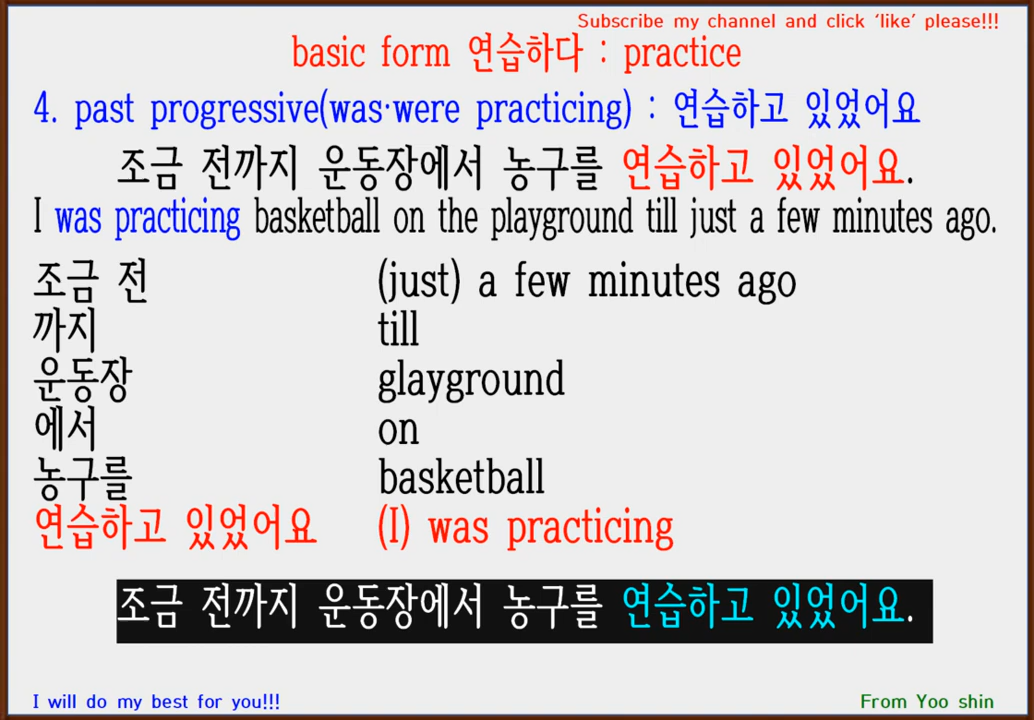 Subscribe my channel and click ‘like’ please!!!
basic form 연습하다 : practice
4. past progressive(was·were practicing) : 연습하고 있었어요
조금 전까지 운동장에서 농구를 연습하고 있었어요.
I was practicing basketball on the playground till just a few minutes ago.
조금 전 (just) a few minutes ago
까지 till
운동장 glayground
에서 on
농구를 basketball
연습하고 있었어요 (I) was practicing
조금 전까지 운동장에서 농구를 연습하고 있었어요.
I will do my best for you!!! From Yoo shin